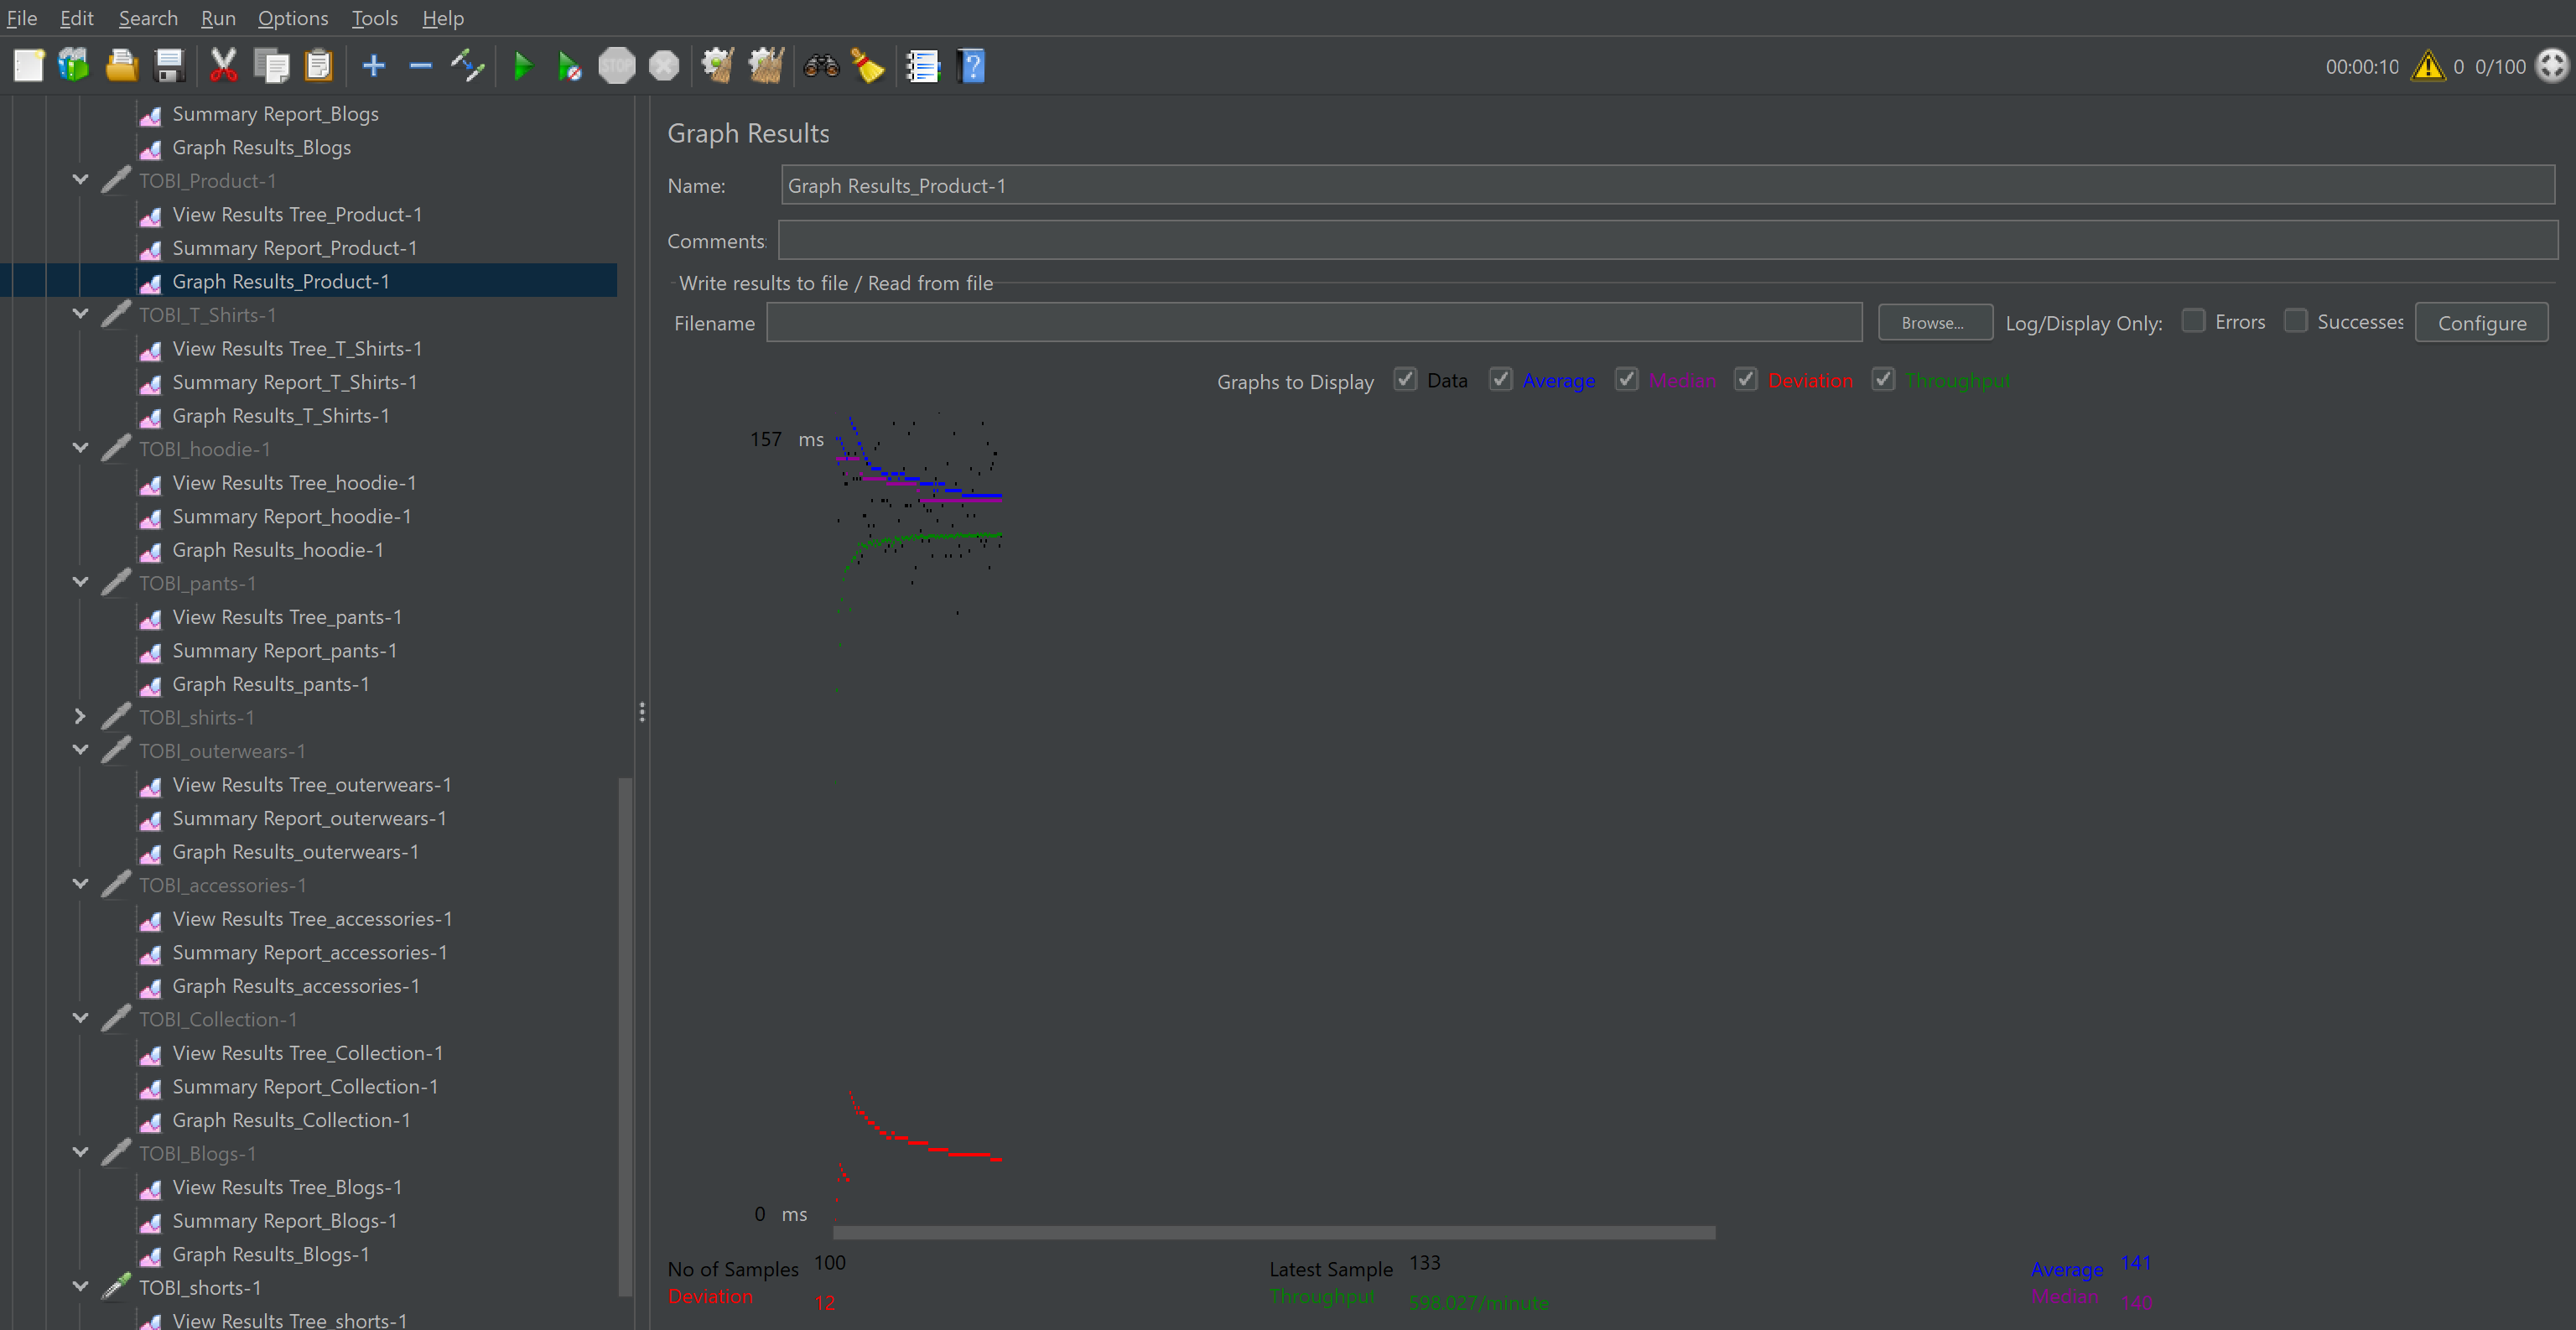 File Edit Search Run Options Tools Help
STOP
00:00:10 0 0/100
Summary Report_Blogs
Graph Results_Blogs
TOBI_Product-1
View Results Tree_Product-1
Summary Report_Product-1
Graph Results_Product-1
TOBI_T_Shirts-1
View Results Tree_T_Shirts-1
Summary Report_T_Shirts-1
Graph Results_T_Shirts-1
TOBI_hoodie-1
View Results Tree_hoodie-1
Summary Report_hoodie-1
Graph Results_hoodie-1
TOBI_pants-1
View Results Tree_pants-1
Summary Report_pants-1
Graph Results_pants-1
TOBI_shirts-1
TOBI_outerwears-1
View Results Tree_outerwears-1
Summary Report_outerwears-1
Graph Results_outerwears-1
TOBI_accessories-1
View Results Tree_accessories-1
Summary Report_accessories-1
Graph Results_accessories-1
TOBI_Collection-1
View Results Tree_Collection-1
Summary Report_Collection-1
Graph Results_Collection-1
TOBI_Blogs-1
View Results Tree_Blogs-1
Summary Report_Blogs-1
Graph Results_Blogs-1
TOBI_shorts-1
View Results Tree_shorts-1
Graph Results
Name: Graph Results_Product-1
Comments:
Write results to file / Read from file
Filename Browse... Log/Display Only: Errors Successes Configure
Graphs to Display Data Average Median Deviation Throughput
157 ms
0 ms
No of Samples 100 Latest Sample 133 Average 141
Deviation 12 Throughput 598,027/minute Median 140